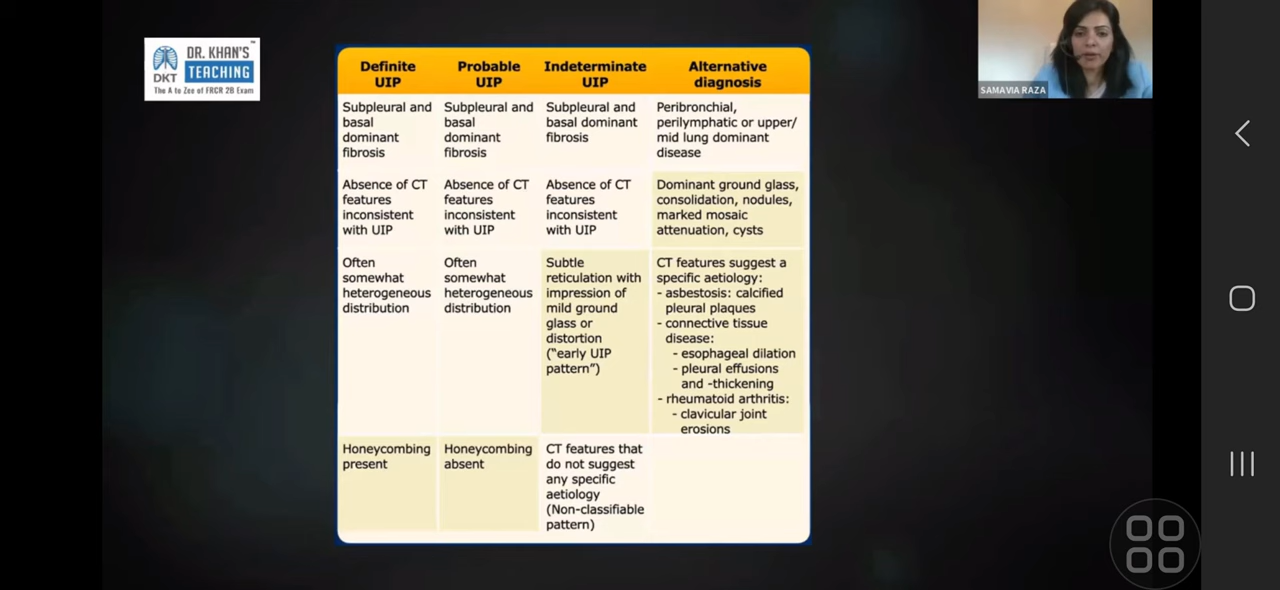 DR. KHAN'S
TEACHING
DKT
The A to Zee of FRCR 2B Exam
SAMAVIA RAZA
Definite
UIP
Probable
UIP
Indeterminate
UIP
Alternative
diagnosis
Subpleural and
basal
dominant
fibrosis
Subpleural and
basal
dominant
fibrosis
Subpleural and
basal dominant
fibrosis
Peribronchial,
perilymphatic or upper/
mid lung dominant
disease
Absence of CT
features
inconsistent
with UIP
Absence of CT
features
inconsistent
with UIP
Absence of CT
features
inconsistent
with UIP
Dominant ground glass,
consolidation, nodules,
marked mosaic
attenuation, cysts
Often
somewhat
heterogeneous
distribution
Often
somewhat
heterogeneous
distribution
Subtle
reticulation with
impression of
mild ground
glass or
distortion
("early UIP
pattern")
CT features suggest a
specific aetiology:
- asbestosis: calcified
pleural plaques
- connective tissue
disease:
- esophageal dilation
- pleural effusions
and -thickening
- rheumatoid arthritis:
- clavicular joint
erosions
Honeycombing
present
Honeycombing
absent
CT features that
do not suggest
any specific
aetiology
(Non-classifiable
pattern)